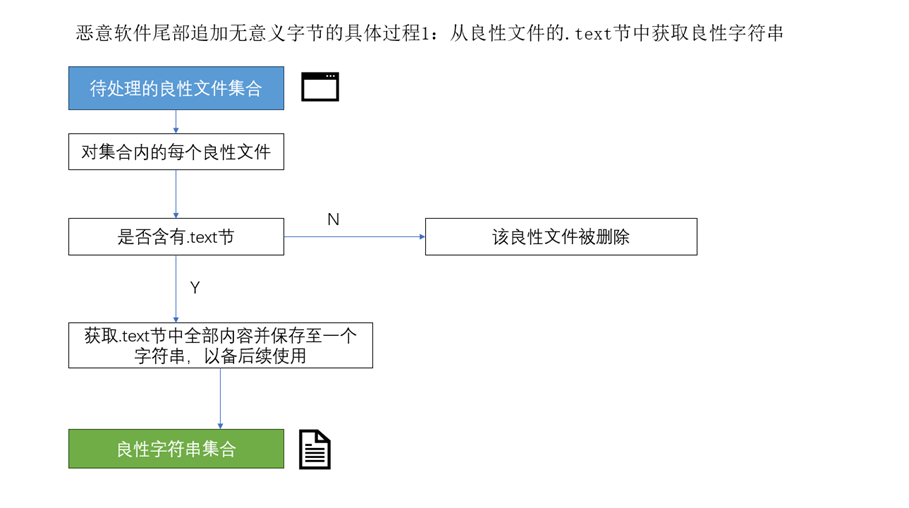 恶意软件尾部追加无意义字节的具体过程1：从良性文件的.text节中获取良性字符串
待处理的良性文件集合
对集合内的每个良性文件
是否含有.text节
N
该良性文件被删除
Y
获取.text节中全部内容并保存至一个
字符串，以备后续使用
良性字符串集合